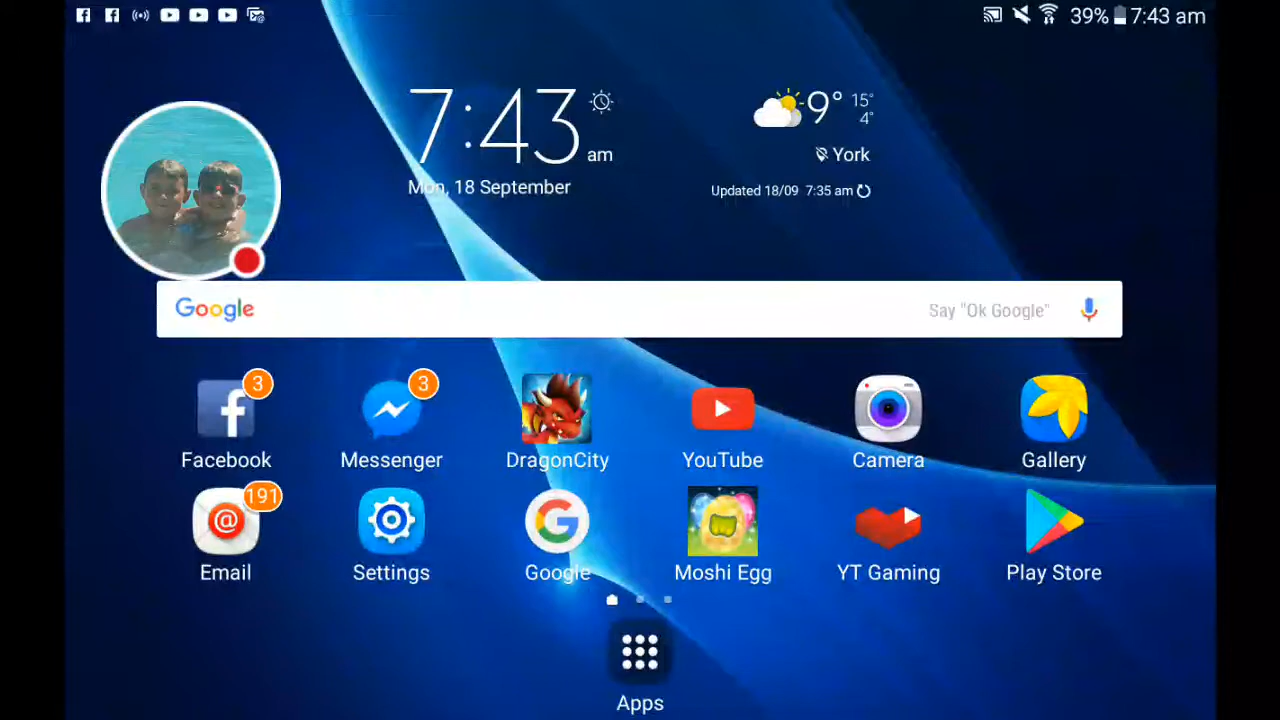 39% 7:43 am
7:43 am
Mon, 18 September
9° 15°
4°
York
Updated 18/09 7:35 am
Google Say "Ok Google"
3 3
Facebook Messenger DragonCity YouTube Camera Gallery
191
Email Settings Google Moshi Egg YT Gaming Play Store
Apps